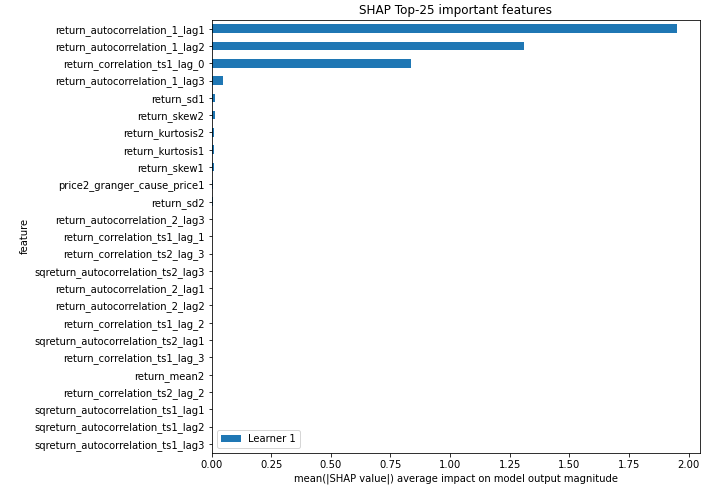 SHAP Top-25 important features
return_autocorrelation_1_lag1
return_autocorrelation_1_lag2
return_correlation_ts1_lag_0
return_autocorrelation_1_lag3
return_sd1
return_skew2
return_kurtosis2
return_kurtosis1
return_skew1
price2_granger_cause_price1
return_sd2
return_autocorrelation_2_lag3
return_correlation_ts1_lag_1
return_correlation_ts2_lag_3
sqreturn_autocorrelation_ts2_lag3
return_autocorrelation_2_lag1
return_autocorrelation_2_lag2
return_correlation_ts1_lag_2
sqreturn_autocorrelation_ts2_lag1
return_correlation_ts1_lag_3
return_mean2
return_correlation_ts2_lag_2
sqreturn_autocorrelation_ts1_lag1
sqreturn_autocorrelation_ts1_lag2
sqreturn_autocorrelation_ts1_lag3
feature
Learner 1
0.00 0.25 0.50 0.75 1.00 1.25 1.50 1.75 2.00
mean(|SHAP value|) average impact on model output magnitude